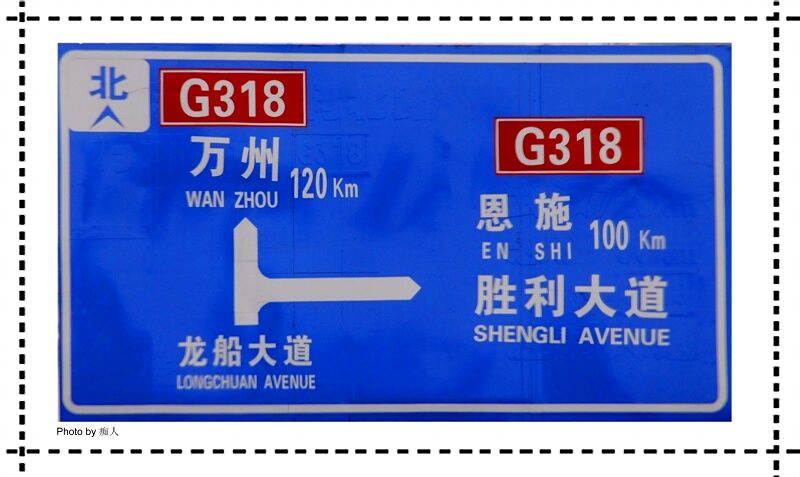 北
G318
万州 120 Km
WAN ZHOU
G318
恩施 100 Km
EN SHI
胜利大道
SHENGLI AVENUE
龙船大道
LONGCHUAN AVENUE
Photo by 痴人